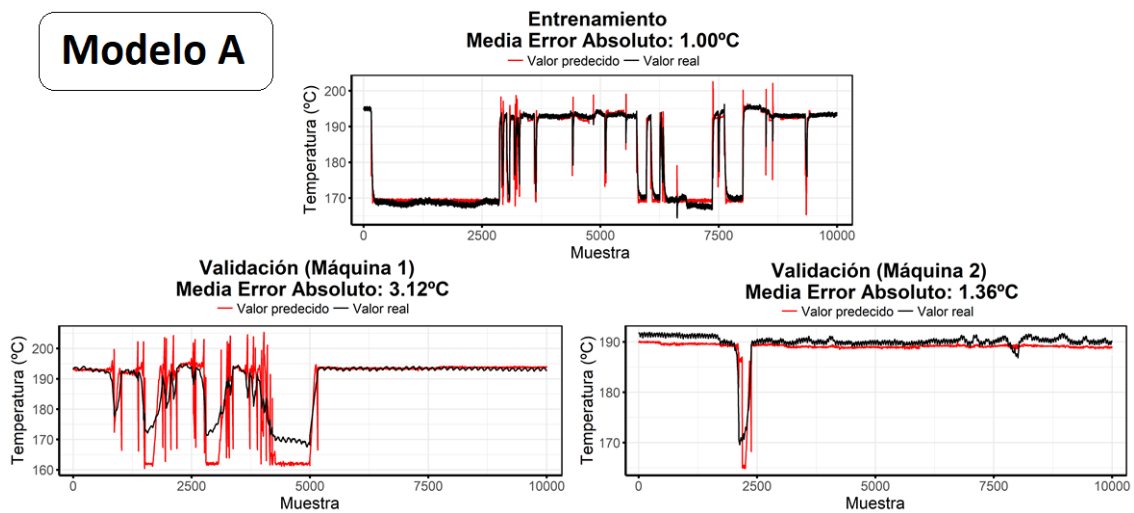 Modelo A
Entrenamiento
Media Error Absoluto: 1.00ºC
Valor predecido Valor real
Temperatura (ºC)
200
190
180
170
0 2500 5000 7500 10000
Muestra
Validación (Máquina 1)
Media Error Absoluto: 3.12ºC
Valor predecido Valor real
Temperatura (ºC)
200
190
180
170
160
0 2500 5000 7500 10000
Muestra
Validación (Máquina 2)
Media Error Absoluto: 1.36ºC
Valor predecido Valor real
Temperatura (ºC)
190
180
170
0 2500 5000 7500 10000
Muestra